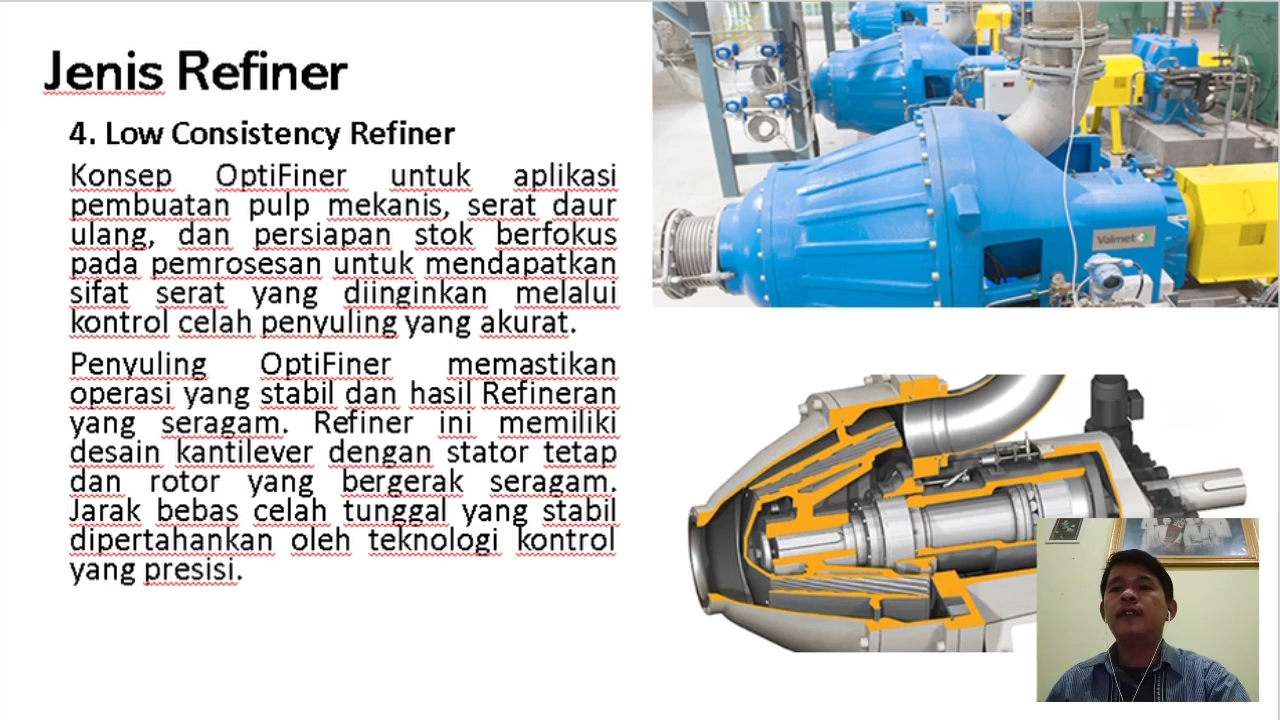 Jenis Refiner
4. Low Consistency Refiner
Konsep OptiFiner untuk aplikasi
pembuatan pulp mekanis, serat daur
ulang, dan persiapan stok berfokus
pada pemrosesan untuk mendapatkan
sifat serat yang diinginkan melalui
kontrol celah penyuling yang akurat.
Penyuling OptiFiner memastikan
operasi yang stabil dan hasil Refineran
yang seragam. Refiner ini memiliki
desain kantilever dengan stator tetap
dan rotor yang bergerak seragam.
Jarak bebas celah tunggal yang stabil
dipertahankan oleh teknologi kontrol
yang presisi.
Valmet